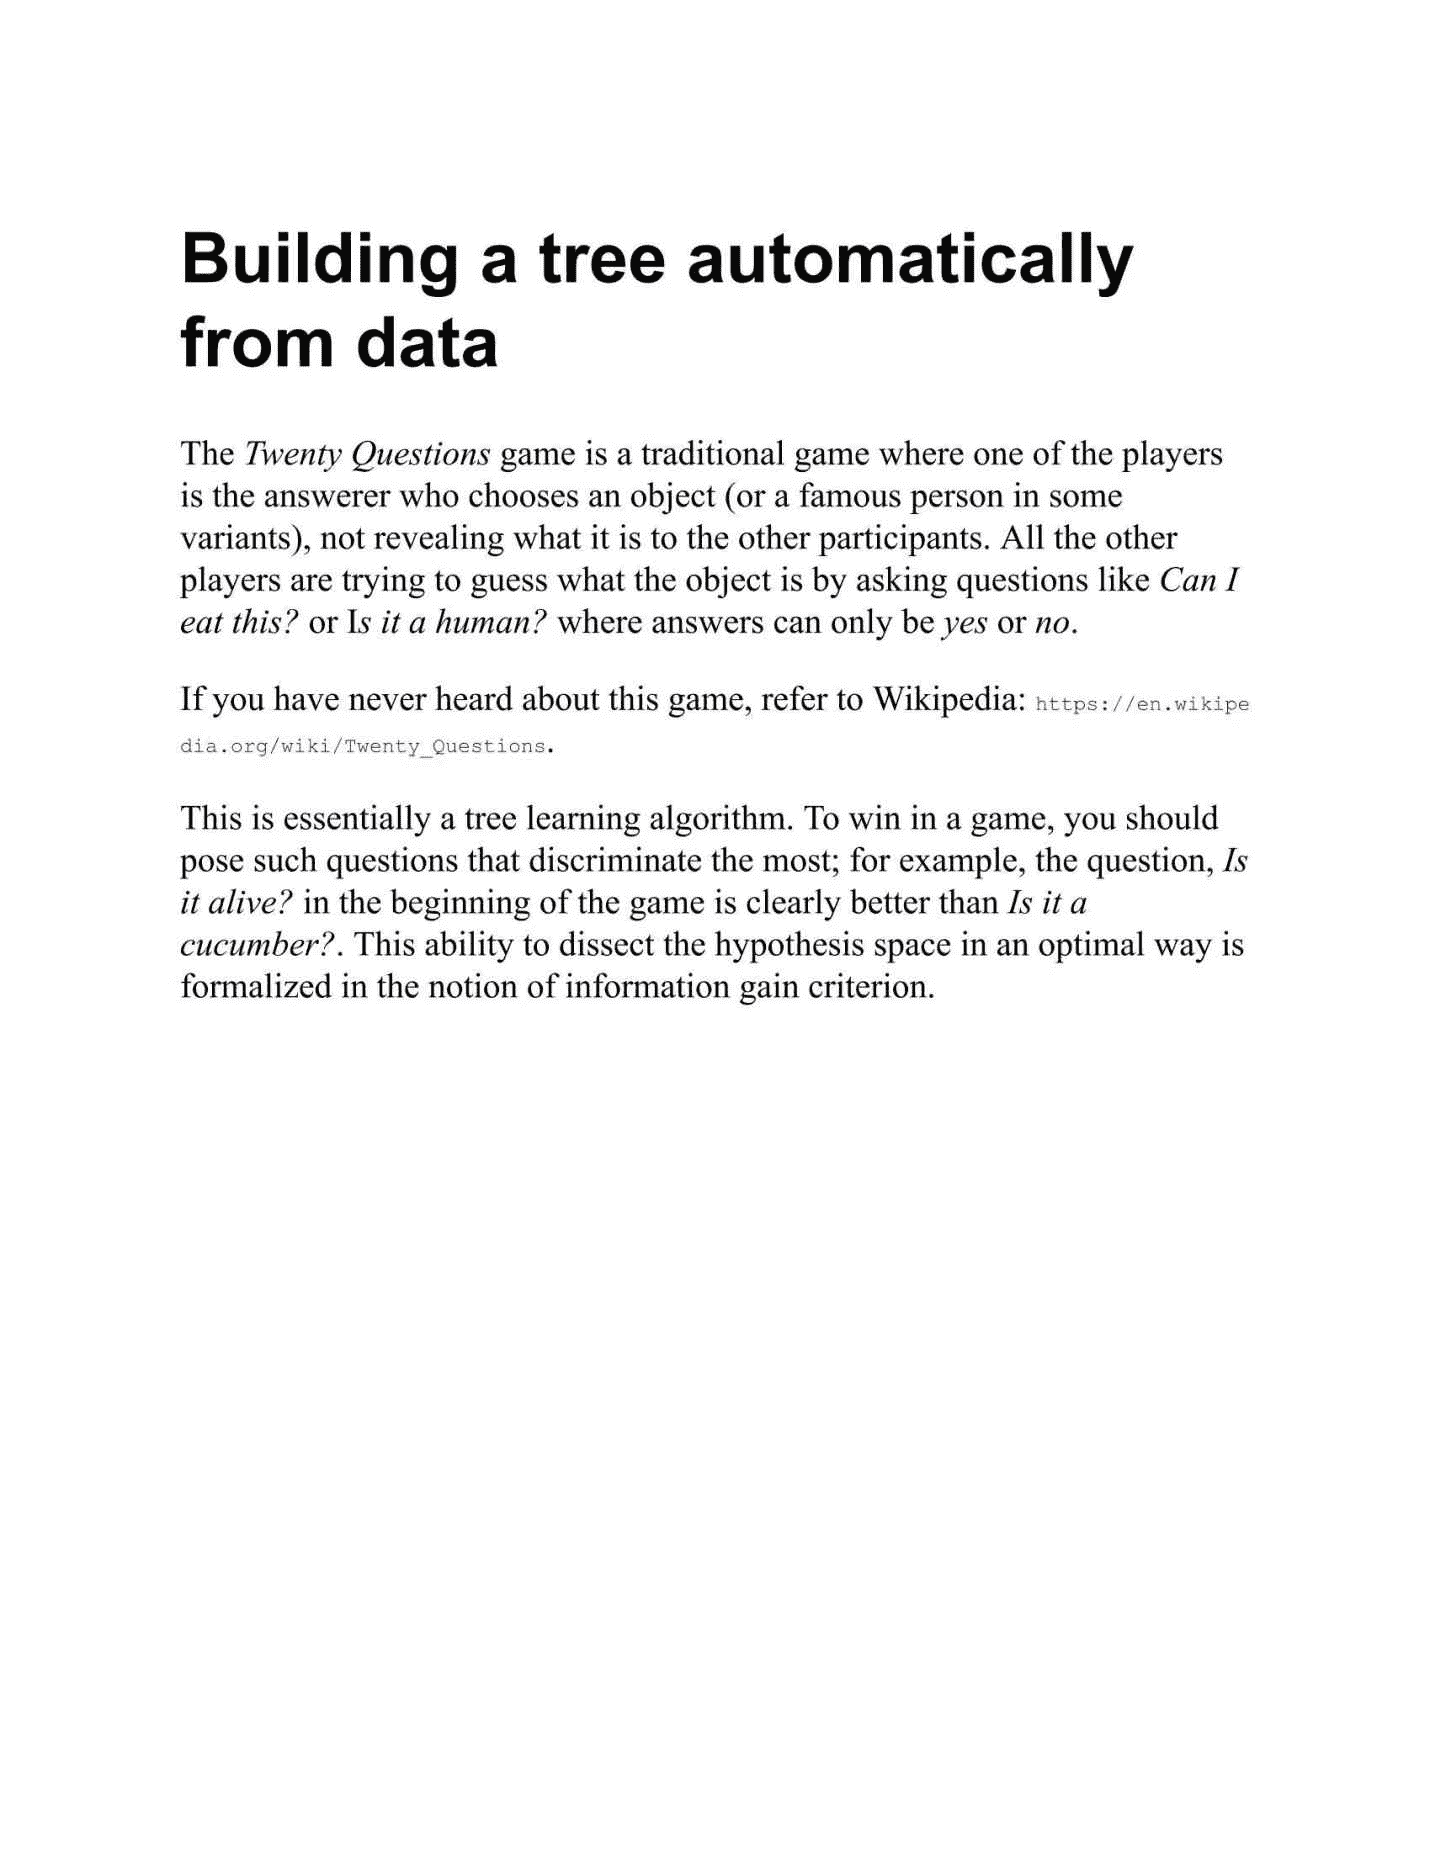 Building a tree automatically
from data
The Twenty Questions game is a traditional game where one of the players
is the answerer who chooses an object (or a famous person in some
variants), not revealing what it is to the other participants. All the other
players are trying to guess what the object is by asking questions like Can I
eat this? or Is it a human? where answers can only be yes or no.
If you have never heard about this game, refer to Wikipedia: https://en.wikipe
dia.org/wiki/Twenty_Questions.
This is essentially a tree learning algorithm. To win in a game, you should
pose such questions that discriminate the most; for example, the question, Is
it alive? in the beginning of the game is clearly better than Is it a
cucumber?. This ability to dissect the hypothesis space in an optimal way is
formalized in the notion of information gain criterion.